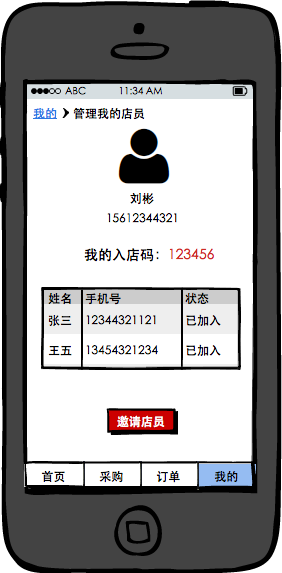 ABC 11:34 AM
我的 > 管理我的店员
刘彬
15612344321
我的入店码：123456
姓名 手机号 状态
张三 12344321121 已加入
王五 13454321234 已加入
邀请店员
首页 采购 订单 我的